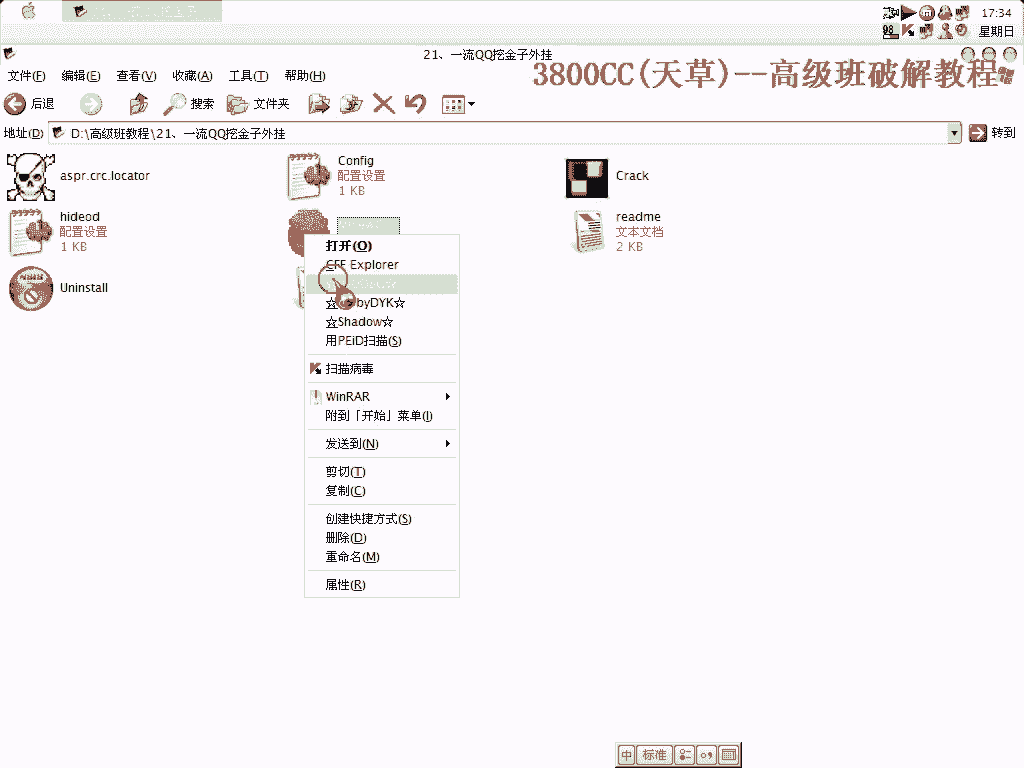 17:34
98
星期日
21、一流QQ挖金子外挂
文件(F) 编辑(E) 查看(V) 收藏(A) 工具(T) 帮助(H)
3800CC(天草)--高级班破解教程
后退 搜索 文件夹
地址(D) D:\高级班教程\21、一流QQ挖金子外挂 转到
aspr.crc.locator
Config
配置设置
1 KB
Crack
hideod
配置设置
1 KB
readme
文本文档
2 KB
Uninstall
打开(O)
CFF Explorer
byDYK☆
☆Shadow☆
用PEiD扫描(S)
扫描病毒
WinRAR
附到「开始」菜单(I)
发送到(N)
剪切(T)
复制(C)
创建快捷方式(S)
删除(D)
重命名(M)
属性(R)
中 标准